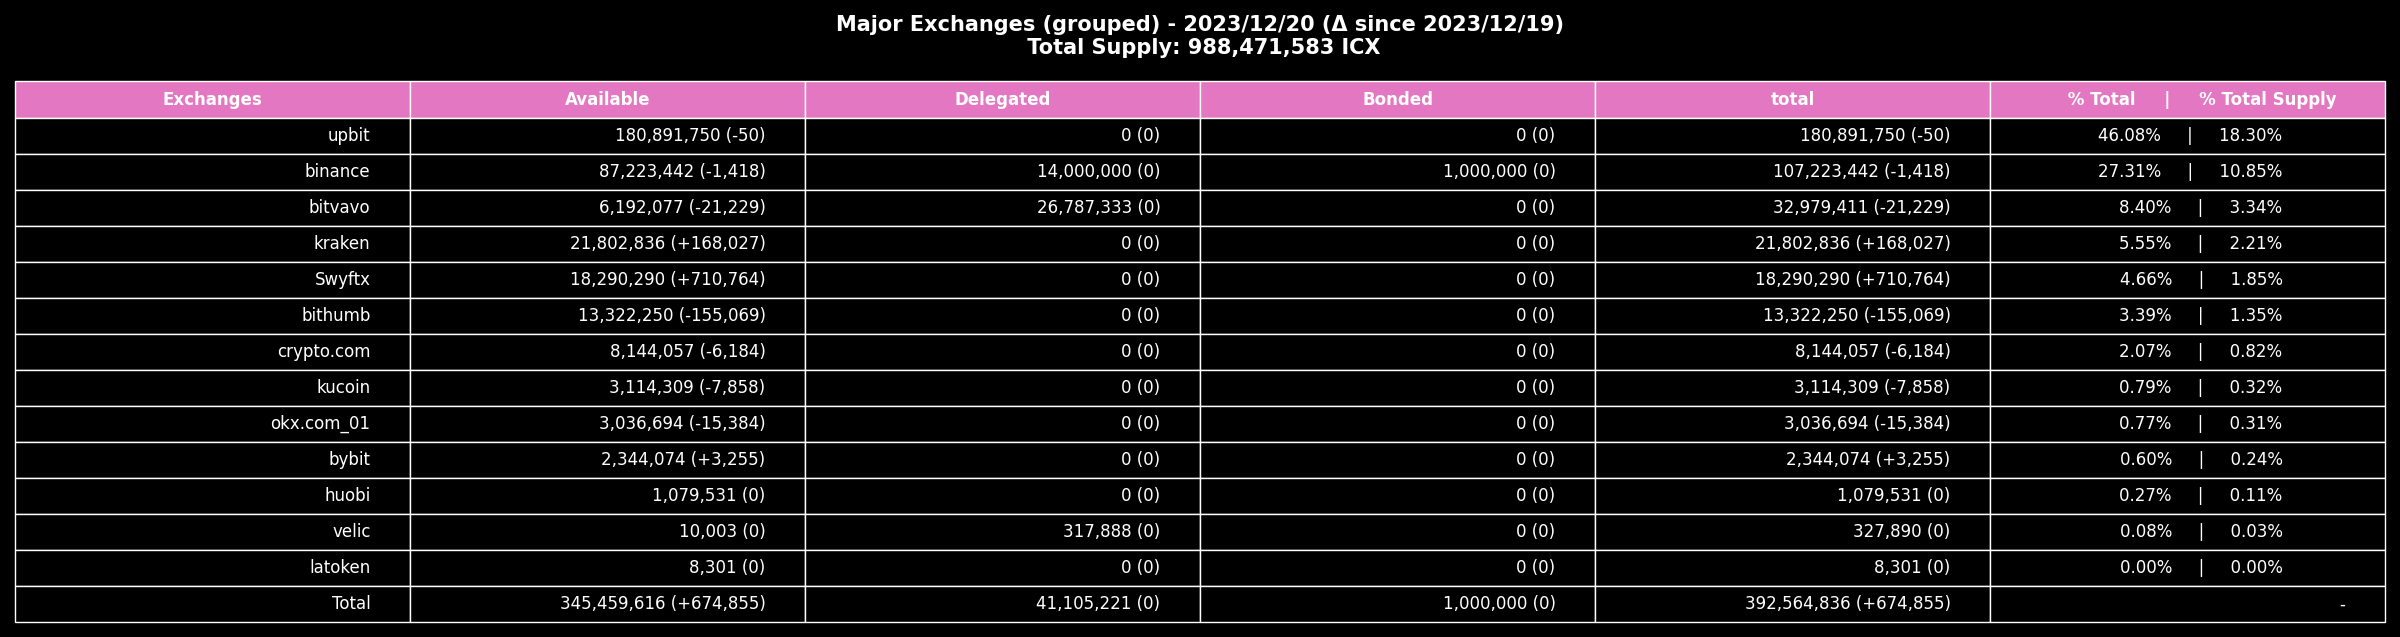 Major Exchanges (grouped) - 2023/12/20 (Δ since 2023/12/19)
Total Supply: 988,471,583 ICX
Exchanges Available Delegated Bonded total % Total | % Total Supply
upbit 180,891,750 (-50) 0 (0) 0 (0) 180,891,750 (-50) 46.08% | 18.30%
binance 87,223,442 (-1,418) 14,000,000 (0) 1,000,000 (0) 107,223,442 (-1,418) 27.31% | 10.85%
bitvavo 6,192,077 (-21,229) 26,787,333 (0) 0 (0) 32,979,411 (-21,229) 8.40% | 3.34%
kraken 21,802,836 (+168,027) 0 (0) 0 (0) 21,802,836 (+168,027) 5.55% | 2.21%
Swyftx 18,290,290 (+710,764) 0 (0) 0 (0) 18,290,290 (+710,764) 4.66% | 1.85%
bithumb 13,322,250 (-155,069) 0 (0) 0 (0) 13,322,250 (-155,069) 3.39% | 1.35%
crypto.com 8,144,057 (-6,184) 0 (0) 0 (0) 8,144,057 (-6,184) 2.07% | 0.82%
kucoin 3,114,309 (-7,858) 0 (0) 0 (0) 3,114,309 (-7,858) 0.79% | 0.32%
okx.com_01 3,036,694 (-15,384) 0 (0) 0 (0) 3,036,694 (-15,384) 0.77% | 0.31%
bybit 2,344,074 (+3,255) 0 (0) 0 (0) 2,344,074 (+3,255) 0.60% | 0.24%
huobi 1,079,531 (0) 0 (0) 0 (0) 1,079,531 (0) 0.27% | 0.11%
velic 10,003 (0) 317,888 (0) 0 (0) 327,890 (0) 0.08% | 0.03%
latoken 8,301 (0) 0 (0) 0 (0) 8,301 (0) 0.00% | 0.00%
Total 345,459,616 (+674,855) 41,105,221 (0) 1,000,000 (0) 392,564,836 (+674,855) -